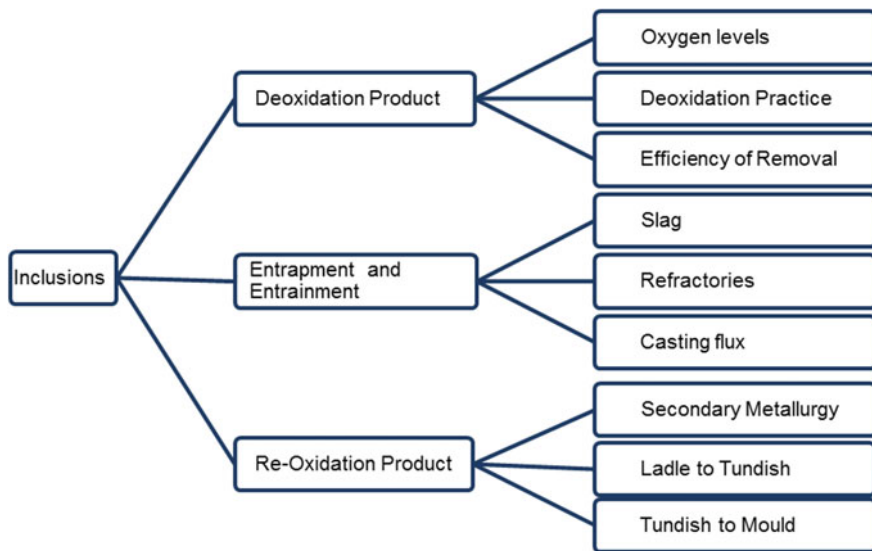 Inclusions
Deoxidation Product
Oxygen levels
Deoxidation Practice
Efficiency of Removal
Entrapment and
Entrainment
Slag
Refractories
Casting flux
Re-Oxidation Product
Secondary Metallurgy
Ladle to Tundish
Tundish to Mould